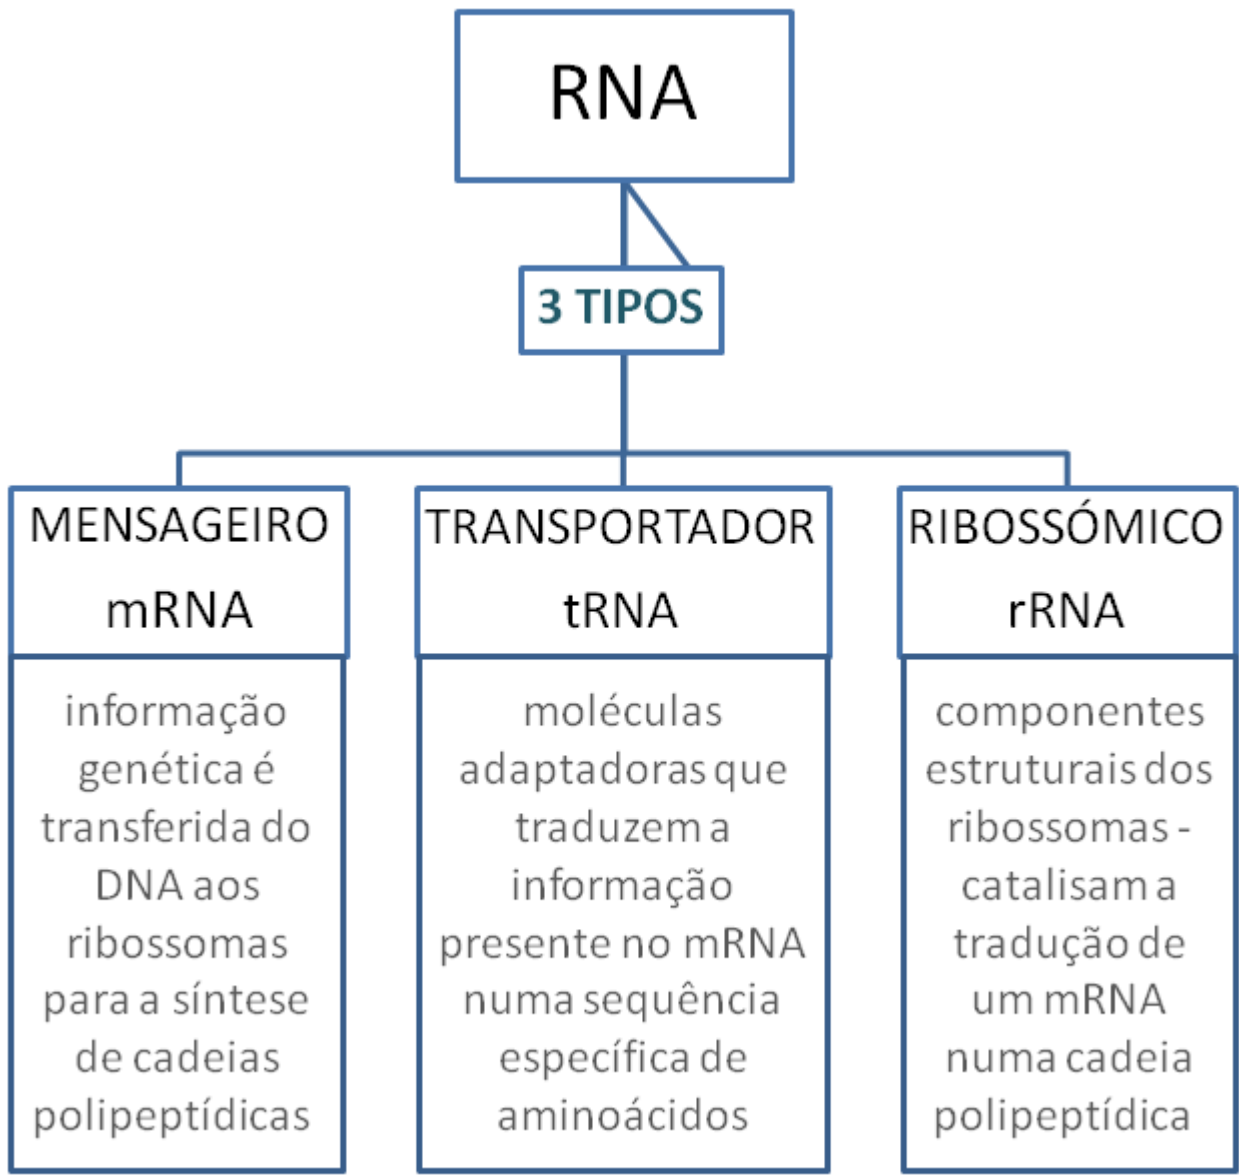 RNA
3 TIPOS
MENSAGEIRO
mRNA
informação
genética é
transferida do
DNA aos
ribossomas
para a síntese
de cadeias
polipeptídicas
TRANSPORTADOR
tRNA
moléculas
adaptadoras que
traduzem a
informação
presente no mRNA
numa sequência
específica de
aminoácidos
RIBOSSÓMICO
rRNA
componentes
estruturais dos
ribossomas -
catalisam a
tradução de
um mRNA
numa cadeia
polipeptídica